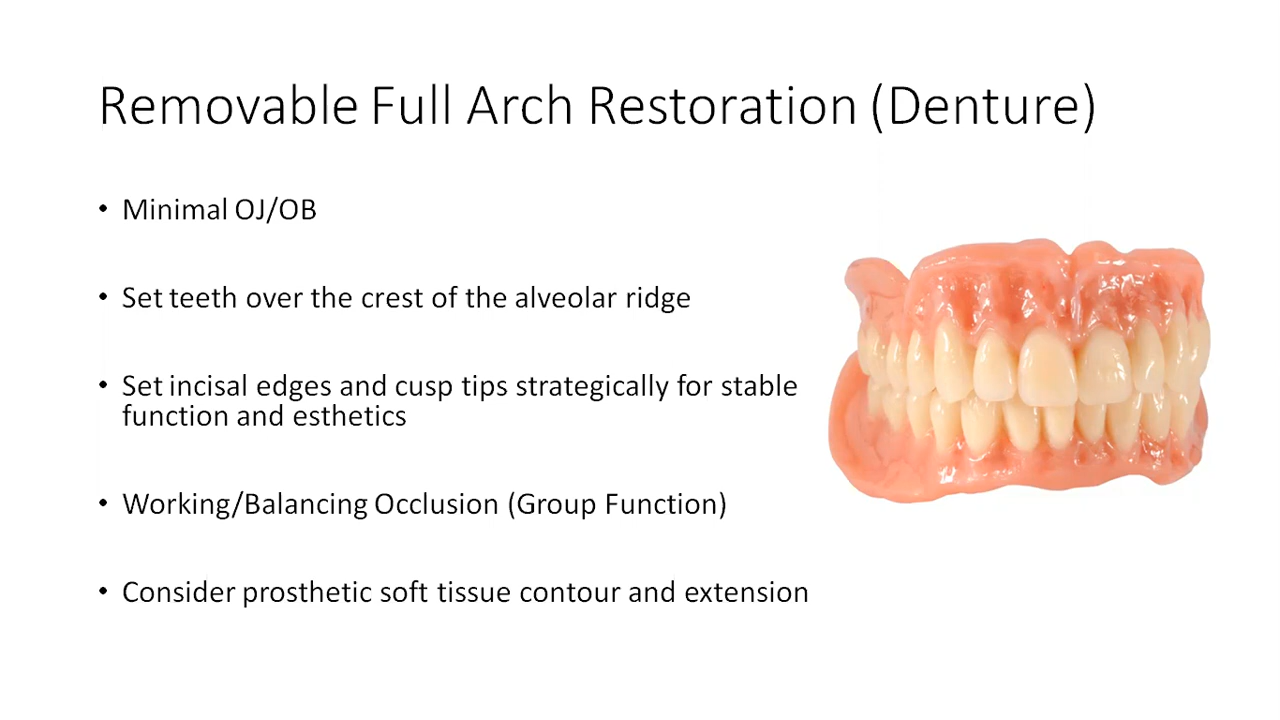 Removable Full Arch Restoration (Denture)
• Minimal OJ/OB
• Set teeth over the crest of the alveolar ridge
• Set incisal edges and cusp tips strategically for stable
function and esthetics
• Working/Balancing Occlusion (Group Function)
• Consider prosthetic soft tissue contour and extension